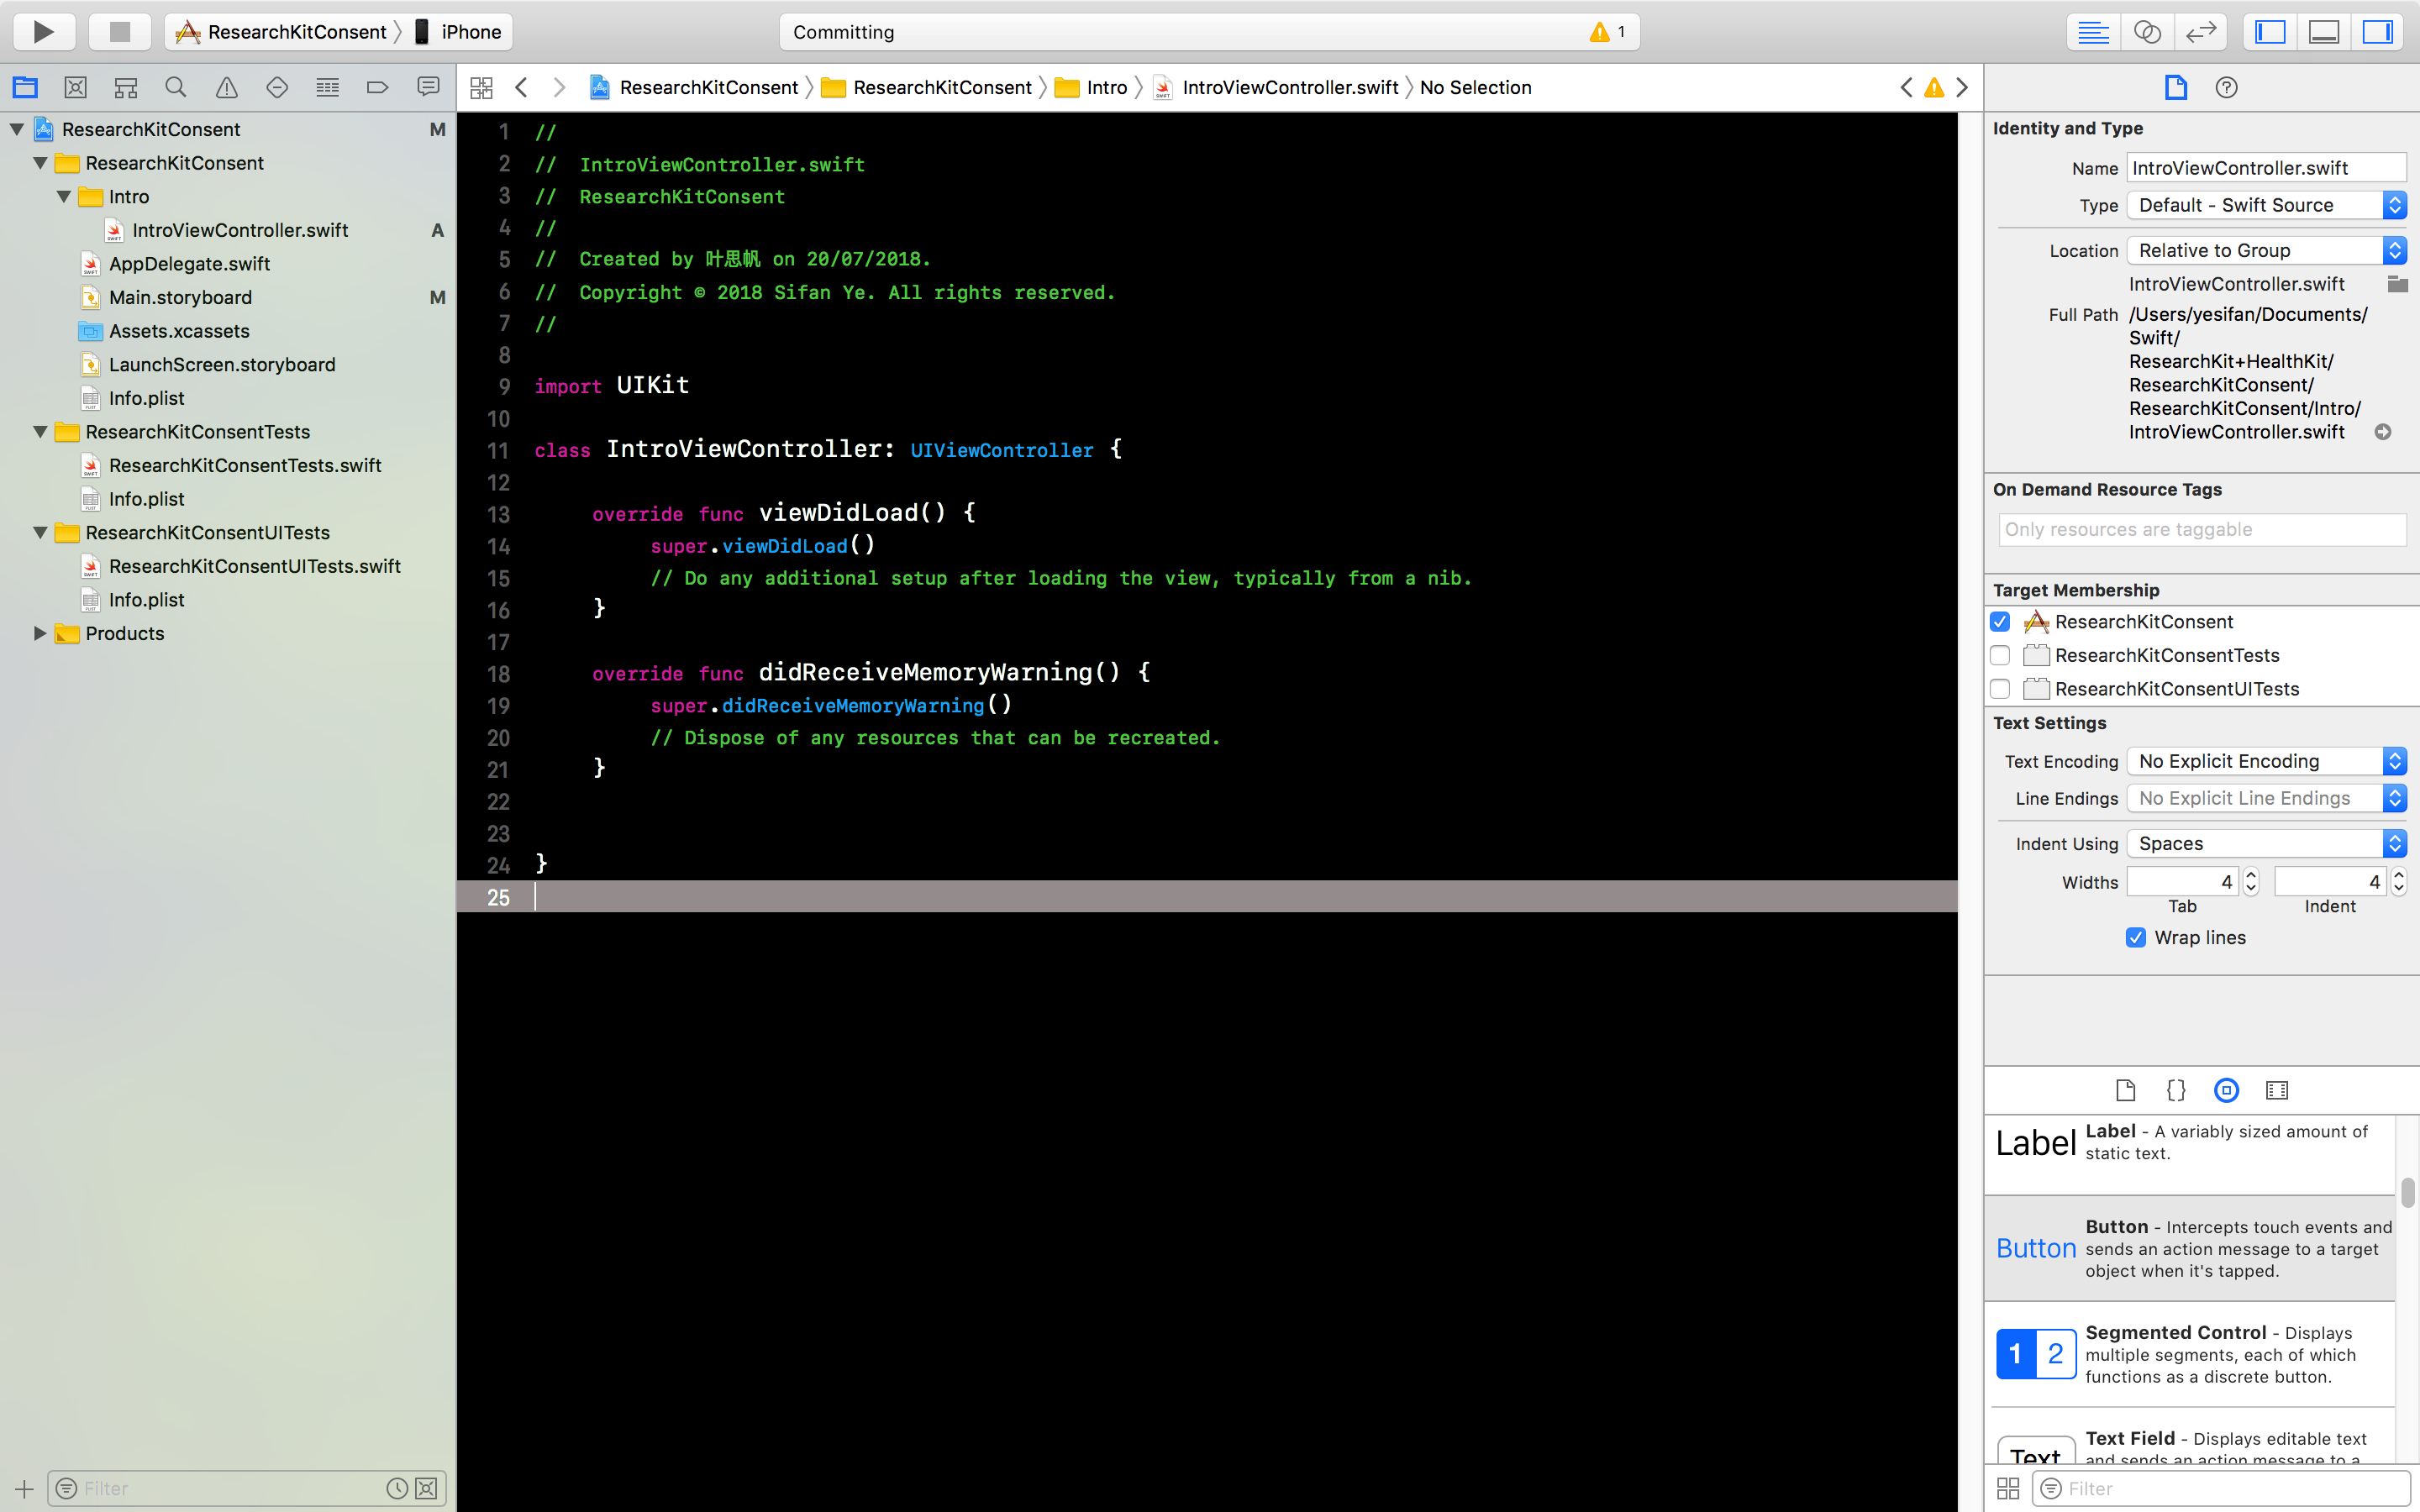 ResearchKitConsent 〉 iPhone
Committing
1
ResearchKitConsent 〉 ResearchKitConsent 〉 Intro 〉 IntroViewController.swift 〉 No Selection
ResearchKitConsent M
ResearchKitConsent
Intro
IntroViewController.swift A
AppDelegate.swift
Main.storyboard M
Assets.xcassets
LaunchScreen.storyboard
Info.plist
ResearchKitConsentTests
ResearchKitConsentTests.swift
Info.plist
ResearchKitConsentUITests
ResearchKitConsentUITests.swift
Info.plist
Products
Filter
1 //
2 //  IntroViewController.swift
3 //  ResearchKitConsent
4 //
5 //  Created by 叶思帆 on 20/07/2018.
6 //  Copyright © 2018 Sifan Ye. All rights reserved.
7 //
8
9 import UIKit
10
11 class IntroViewController: UIViewController {
12
13     override func viewDidLoad() {
14         super.viewDidLoad()
15         // Do any additional setup after loading the view, typically from a nib.
16     }
17
18     override func didReceiveMemoryWarning() {
19         super.didReceiveMemoryWarning()
20         // Dispose of any resources that can be recreated.
21     }
22
23
24 }
25
Identity and Type
Name IntroViewController.swift
Type Default - Swift Source
Location Relative to Group
IntroViewController.swift
Full Path /Users/yesifan/Documents/
Swift/
ResearchKit+HealthKit/
ResearchKitConsent/
ResearchKitConsent/Intro/
IntroViewController.swift
On Demand Resource Tags
Only resources are taggable
Target Membership
ResearchKitConsent
ResearchKitConsentTests
ResearchKitConsentUITests
Text Settings
Text Encoding No Explicit Encoding
Line Endings No Explicit Line Endings
Indent Using Spaces
Widths 4 4
Tab Indent
Wrap lines
{}
Label
Label - A variably sized amount of
static text.
Button
Button - Intercepts touch events and
sends an action message to a target
object when it's tapped.
1 2
Segmented Control - Displays
multiple segments, each of which
functions as a discrete button.
Text
Text Field - Displays editable text
and sends an action message to a
Filter